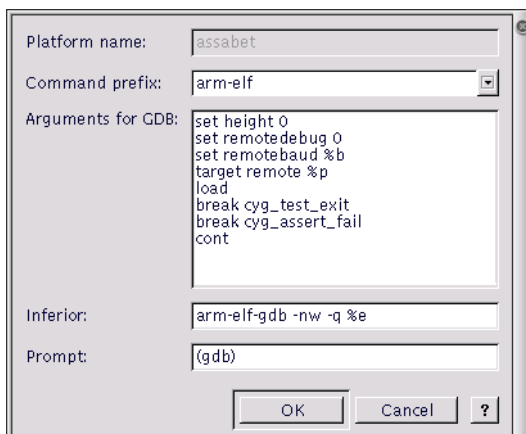 Platform name: assabet
Command prefix: arm-elf
Arguments for GDB: set height 0
set remotedebug 0
set remotebaud %b
target remote %p
load
break cyg_test_exit
break cyg_assert_fail
cont
Inferior: arm-elf-gdb -nw -q %e
Prompt: (gdb)
OK Cancel ?